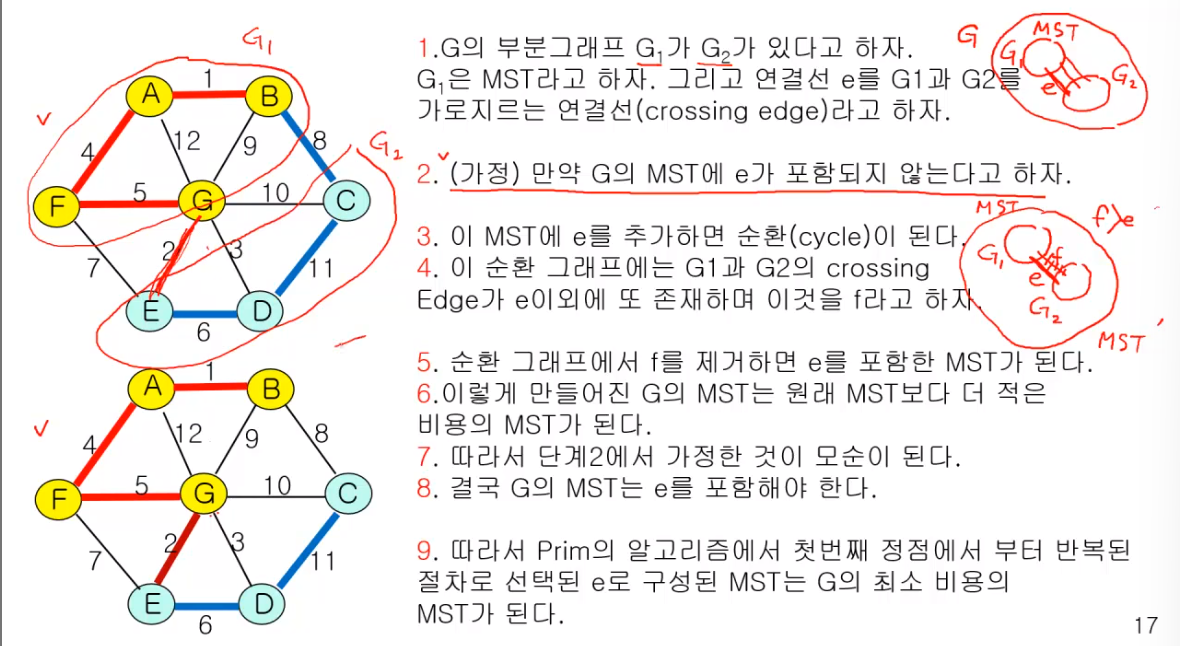 G₁
1
A
B
4
12
9
8
G₂
F
5
G
10
C
7
2
3
11
E
D
6
A
1
B
4
12
9
8
F
5
G
10
C
7
2
3
11
E
D
6
1.G의 부분그래프 G₁가 G₂가 있다고 하자.
G₁은 MST라고 하자. 그리고 연결선 e를 G1과 G2를
가로지르는 연결선(crossing edge)라고 하자.
G
MST
G₁
G₂
e
2. (가정) 만약 G의 MST에 e가 포함되지 않는다고 하자.
3. 이 MST에 e를 추가하면 순환(cycle)이 된다.
4. 이 순환 그래프에는 G1과 G2의 crossing
Edge가 e이외에 또 존재하며 이것을 f라고 하자.
MST
f>e
G₁
f
e
G₂
MST'
5. 순환 그래프에서 f를 제거하면 e를 포함한 MST가 된다.
6.이렇게 만들어진 G의 MST는 원래 MST보다 더 적은
비용의 MST가 된다.
7. 따라서 단계2에서 가정한 것이 모순이 된다.
8. 결국 G의 MST는 e를 포함해야 한다.
9. 따라서 Prim의 알고리즘에서 첫번째 정점에서 부터 반복된
절차로 선택된 e로 구성된 MST는 G의 최소 비용의
MST가 된다.
17